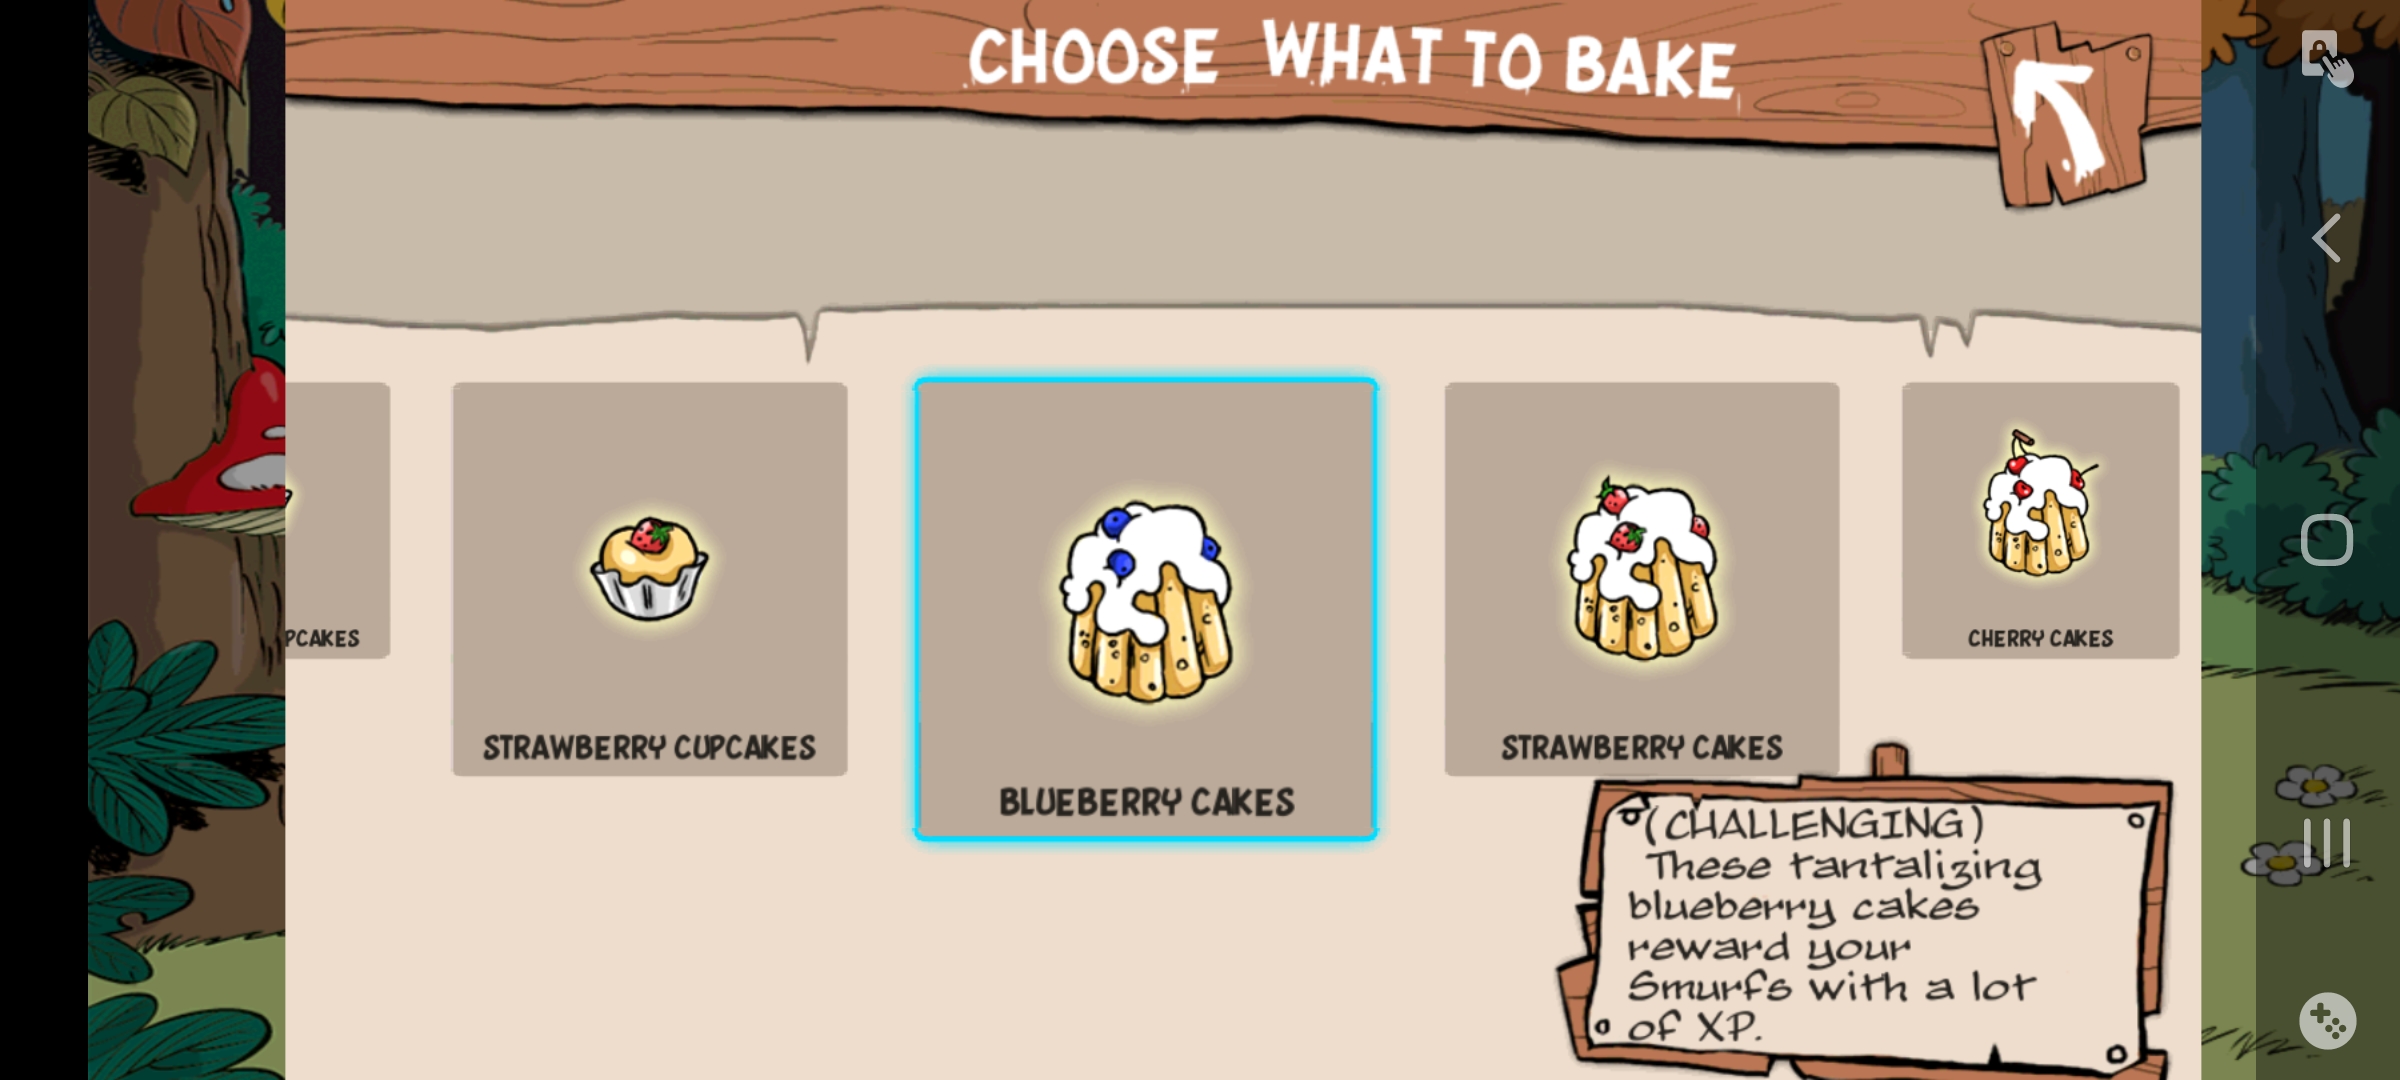 CHOOSE WHAT TO BAKE
PCAKES
STRAWBERRY CUPCAKES
BLUEBERRY CAKES
STRAWBERRY CAKES
CHERRY CAKES
(CHALLENGING)
These tantalizing
blueberry cakes
reward your
Smurfs with a lot
of XP.